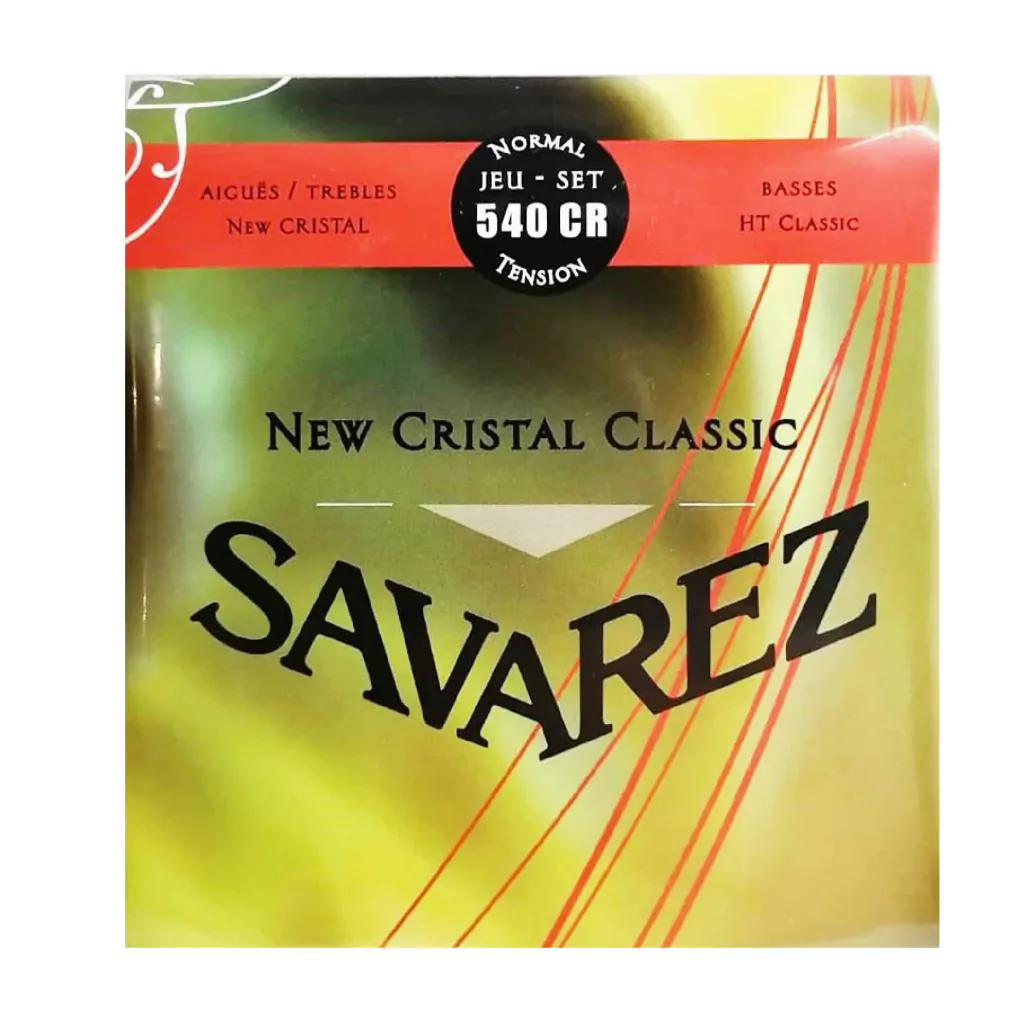 AIGUËS / TREBLES
NEW CRISTAL
NORMAL
JEU - SET
540 CR
TENSION
BASSES
HT CLASSIC
NEW CRISTAL CLASSIC
SAVAREZ